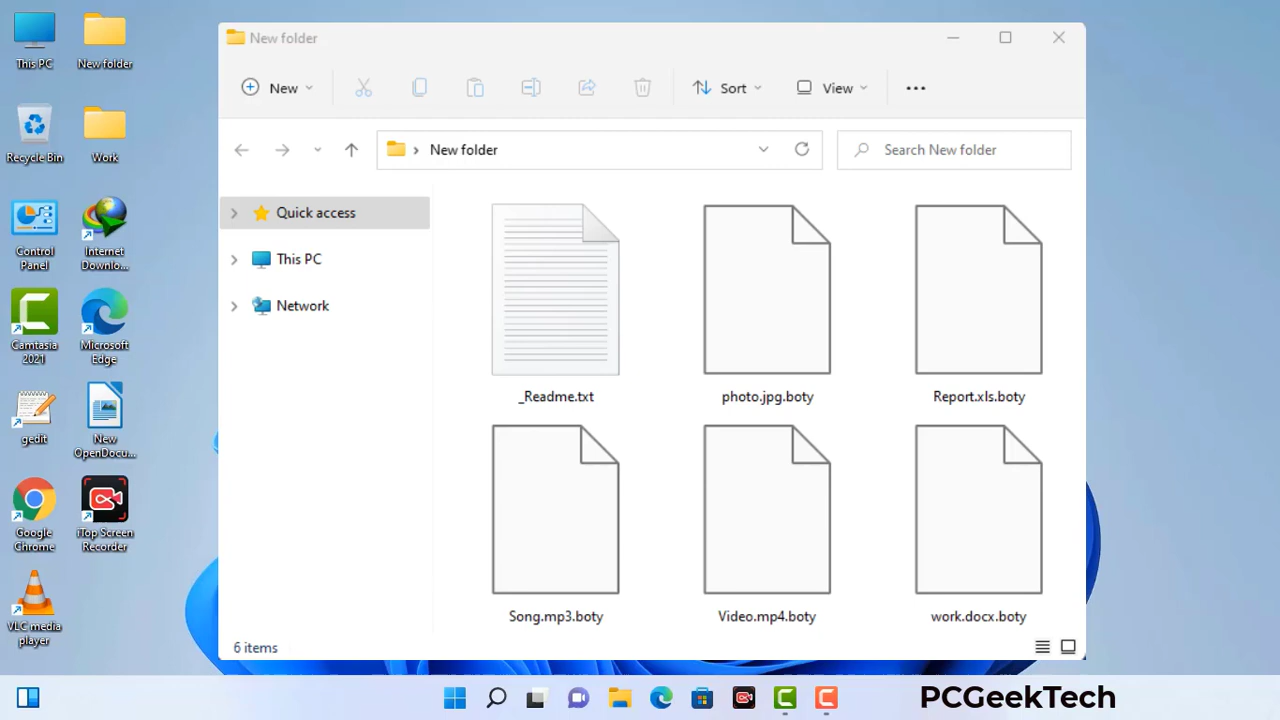 This PC
New folder
Recycle Bin
Work
Control
Panel
Internet
Downlo...
Camtasia
2021
Microsoft
Edge
gedit
New
OpenDocu...
Google
Chrome
iTop Screen
Recorder
VLC media
player
New folder
New
Sort
View
New folder
Search New folder
Quick access
This PC
Network
_Readme.txt
photo.jpg.boty
Report.xls.boty
Song.mp3.boty
Video.mp4.boty
work.docx.boty
6 items
PCGeekTech